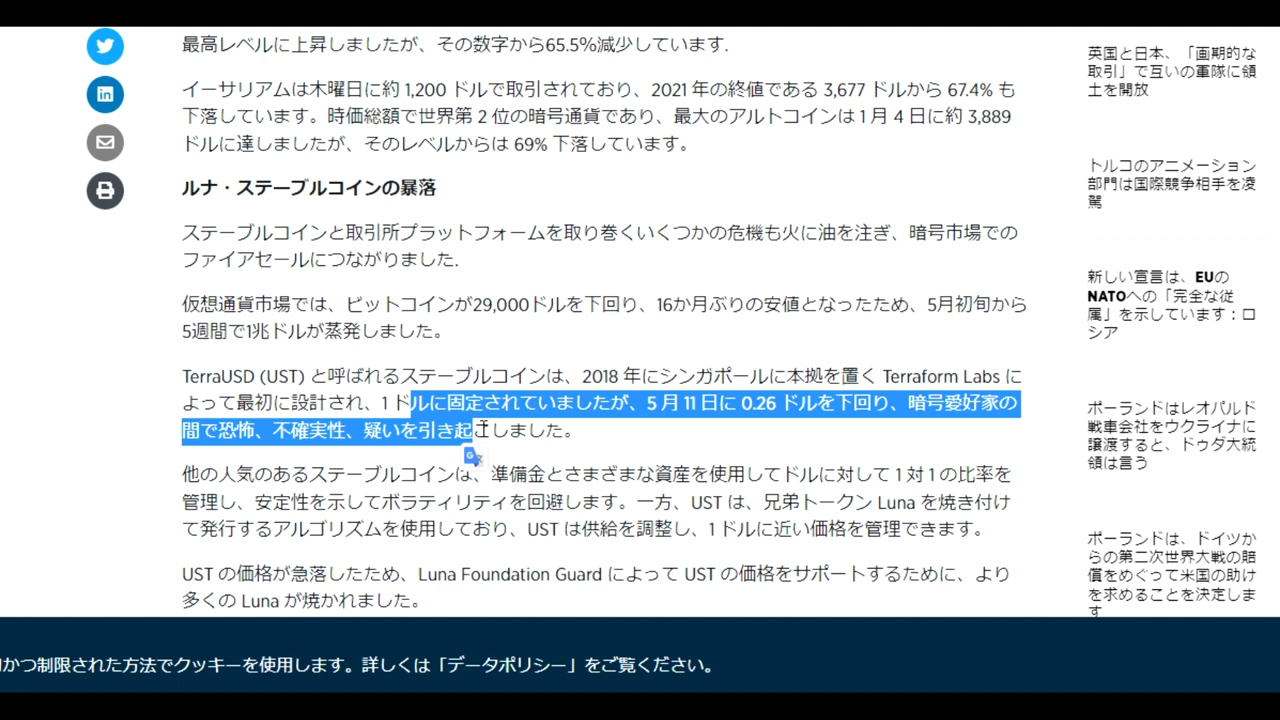 最高レベルに上昇しましたが、その数字から65.5%減少しています.
イーサリアムは木曜日に約 1,200 ドルで取引されており、2021 年の終値である 3,677 ドルから 67.4% も
下落しています。時価総額で世界第 2 位の暗号通貨であり、最大のアルトコインは 1 月 4 日に約 3,889
ドルに達しましたが、そのレベルからは 69% 下落しています。
ルナ・ステーブルコインの暴落
ステーブルコインと取引所プラットフォームを取り巻くいくつかの危機も火に油を注ぎ、暗号市場での
ファイアセールにつながりました.
仮想通貨市場では、ビットコインが29,000ドルを下回り、16か月ぶりの安値となったため、5月初旬から
5週間で1兆ドルが蒸発しました。
TerraUSD (UST) と呼ばれるステーブルコインは、2018 年にシンガポールに本拠を置く Terraform Labs に
よって最初に設計され、1 ドルに固定されていましたが、5 月 11 日に 0.26 ドルを下回り、暗号愛好家の
間で恐怖、不確実性、疑いを引き起こしました。
他の人気のあるステーブルコインは、準備金とさまざまな資産を使用してドルに対して 1 対 1 の比率を
管理し、安定性を示してボラティリティを回避します。一方、UST は、兄弟トークン Luna を焼き付け
て発行するアルゴリズムを使用しており、UST は供給を調整し、1 ドルに近い価格を管理できます。
UST の価格が急落したため、Luna Foundation Guard によって UST の価格をサポートするために、より
多くの Luna が焼かれました。
英国と日本、「画期的な
取引」で互いの軍隊に領
土を開放
トルコのアニメーション
部門は国際競争相手を凌
駕
新しい宣言は、EUの
NATOへの「完全な従
属」を示しています：ロ
シア
ポーランドはレオパルド
戦車会社をウクライナに
譲渡すると、ドゥダ大統
領は言う
ポーランドは、ドイツか
らの第二次世界大戦の賠
償をめぐって米国の助け
を求めることを決定しま
す
かつ制限された方法でクッキーを使用します。詳しくは「データポリシー」をご覧ください。